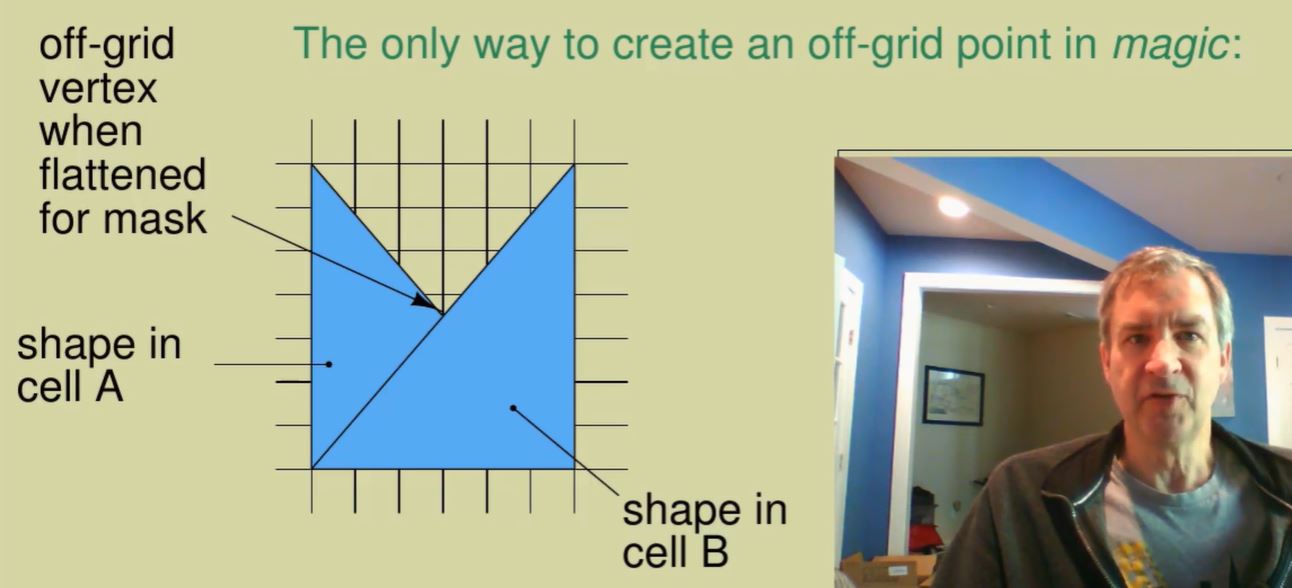 The only way to create an off-grid point in magic:
off-grid
vertex
when
flattened
for mask
shape in
cell A
shape in
cell B